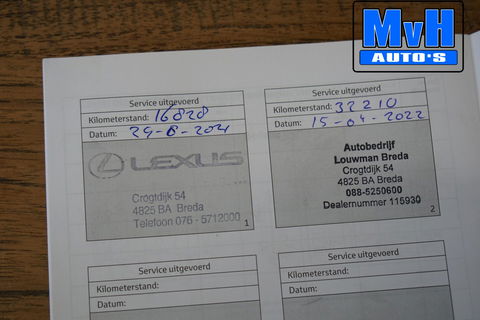 MvH
AUTO'S
Service uitgevoerd
Kilometerstand: 16828
Datum: 29-6-2021
LEXUS
Crogtdijk 54
4825 BA Breda
Telefoon 076 - 5712000
1
Service uitgevoerd
Kilometerstand: 32210
Datum: 15-04-2022
Autobedrijf
Louwman Breda
Crogtdijk 54
4825 BA Breda
088-5250600
Dealernummer 115930
2
Service uitgevoerd
Kilometerstand:
Datum:
Service uitgevoerd
Kilometerstand:
Datum: